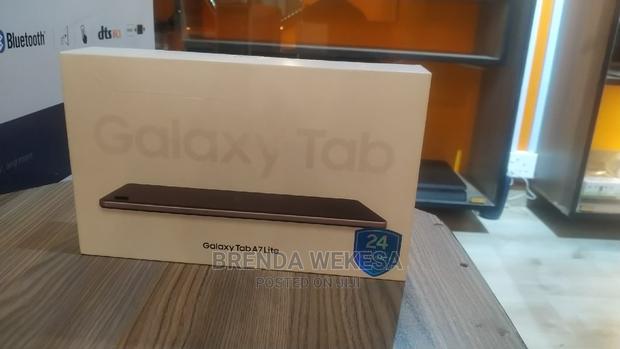 Bluetooth
dts
Galaxy Tab
Galaxy Tab A7 Lite
24
BRENDA WEKESA
POSTED ON JIJI